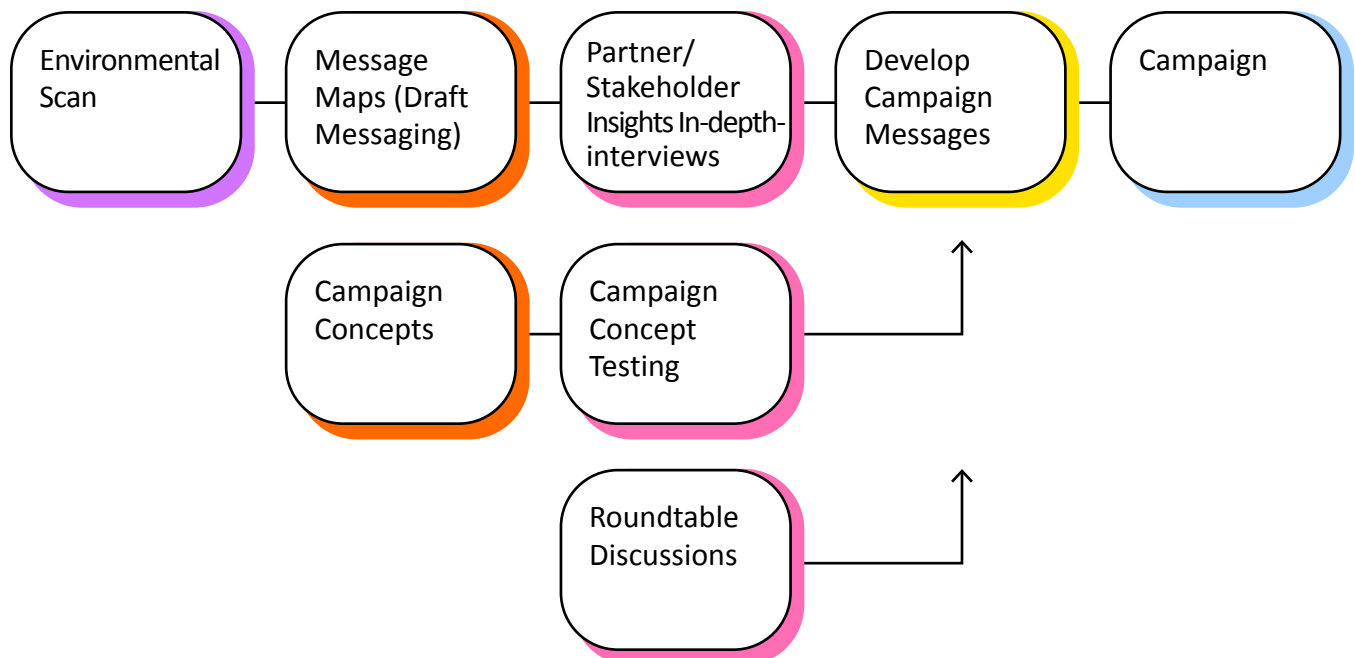 Environmental
Scan
Message
Maps (Draft
Messaging)
Partner/
Stakeholder
Insights In-depth-
interviews
Develop
Campaign
Messages
Campaign
Campaign
Concepts
Campaign
Concept
Testing
Roundtable
Discussions